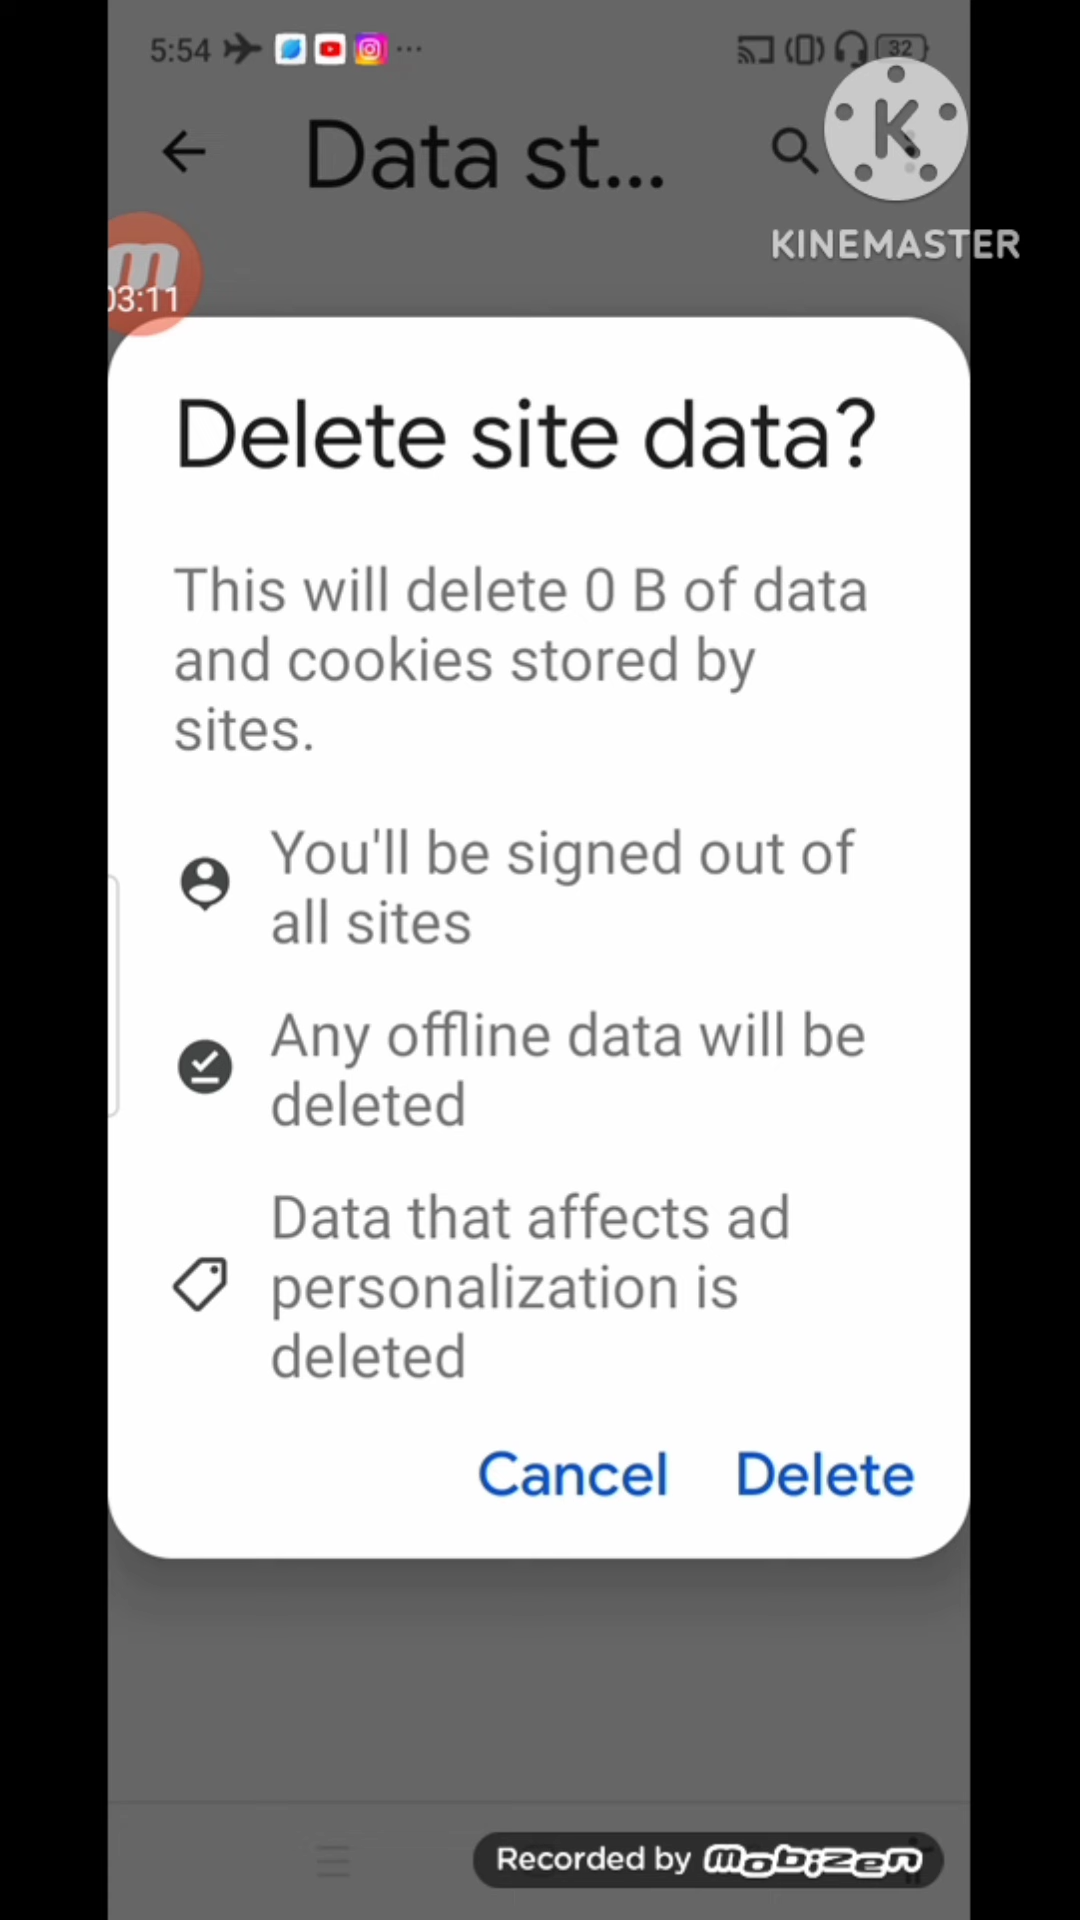 5:54
32
Data st...
K
KINEMASTER
m
03:11
Delete site data?
This will delete 0 B of data
and cookies stored by
sites.
You'll be signed out of
all sites
Any offline data will be
deleted
Data that affects ad
personalization is
deleted
Cancel Delete
Recorded by mobizen